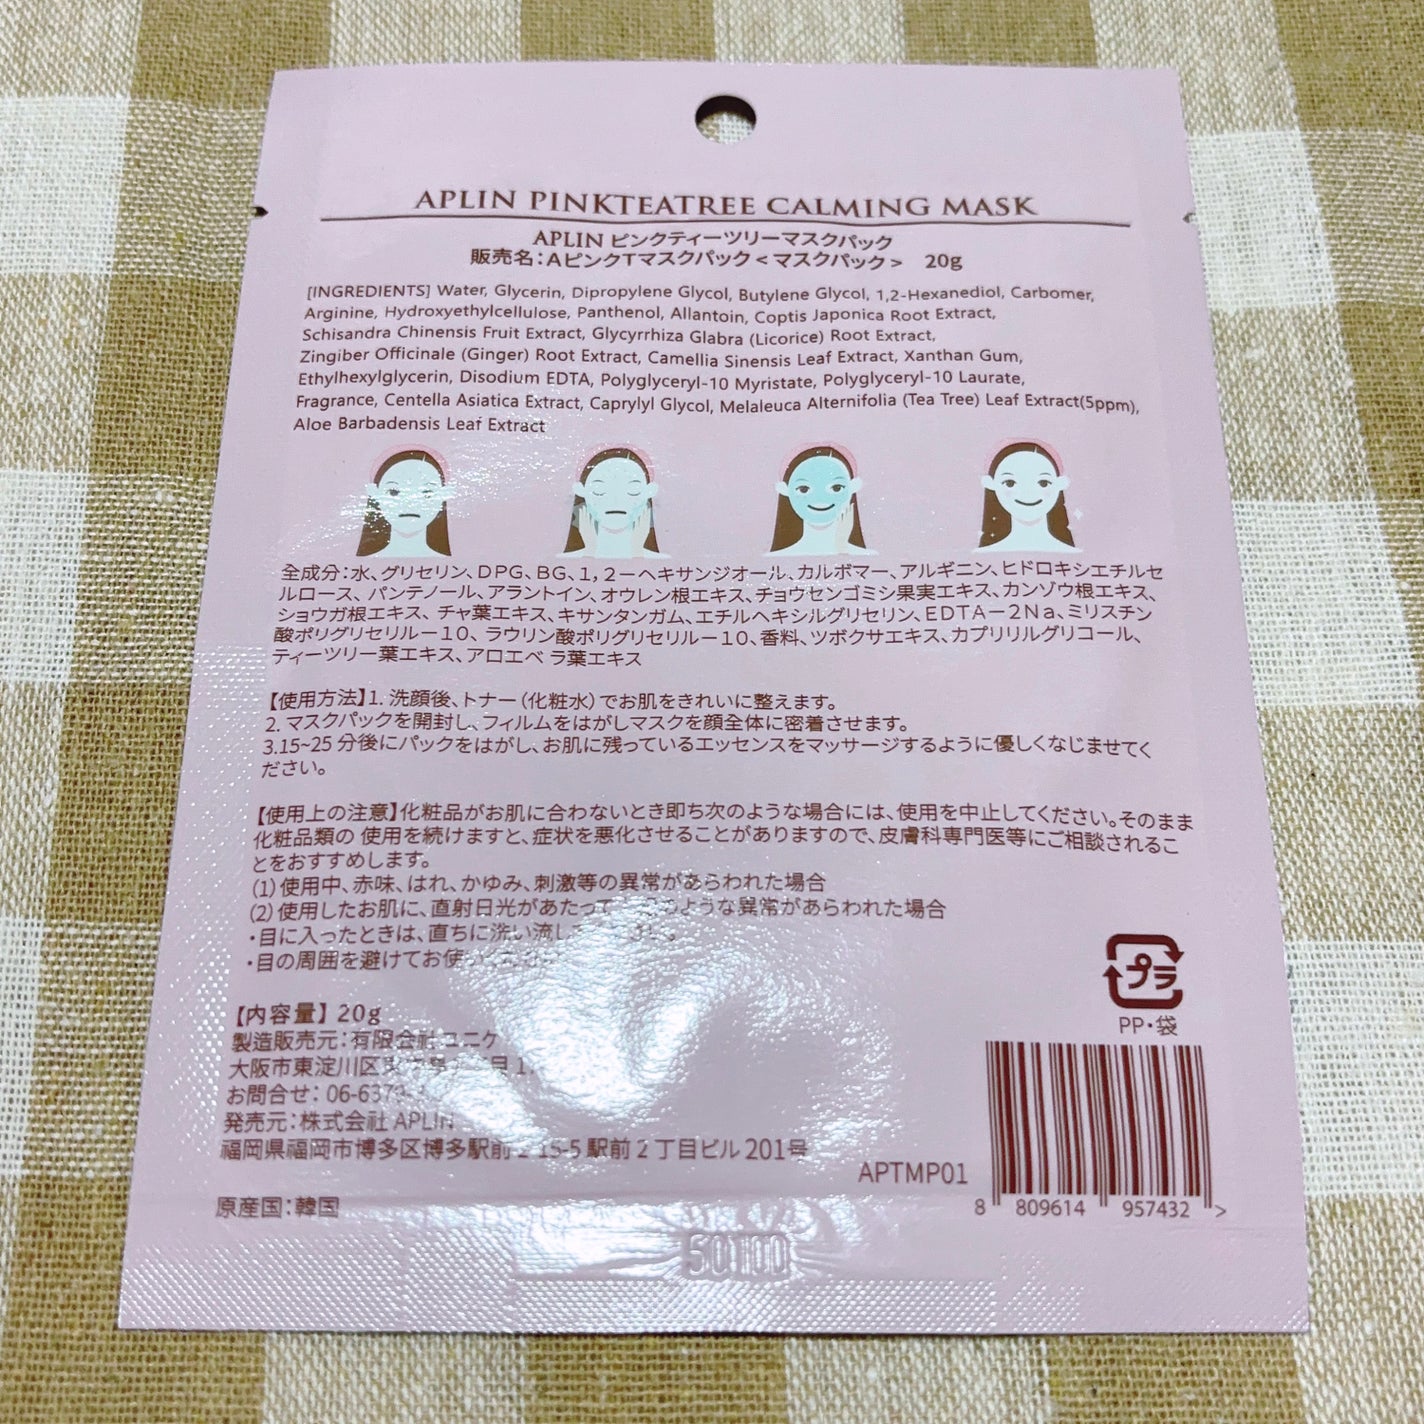 APLIN PINKTEATREE CALMING MASK
APLIN ピンクティーツリーマスクパック
販売名：AピンクTマスクパック＜マスクパック＞ 20g
[INGREDIENTS] Water, Glycerin, Dipropylene Glycol, Butylene Glycol, 1,2-Hexanediol, Carbomer,
Arginine, Hydroxyethylcellulose, Panthenol, Allantoin, Coptis Japonica Root Extract,
Schisandra Chinensis Fruit Extract, Glycyrrhiza Glabra (Licorice) Root Extract,
Zingiber Officinale (Ginger) Root Extract, Camellia Sinensis Leaf Extract, Xanthan Gum,
Ethylhexylglycerin, Disodium EDTA, Polyglyceryl-10 Myristate, Polyglyceryl-10 Laurate,
Fragrance, Centella Asiatica Extract, Caprylyl Glycol, Melaleuca Alternifolia (Tea Tree) Leaf Extract(5ppm),
Aloe Barbadensis Leaf Extract
全成分：水、グリセリン、DPG、BG、1，2－ヘキサンジオール、カルボマー、アルギニン、ヒドロキシエチルセ
ルロース、パンテノール、アラントイン、オウレン根エキス、チョウセンゴミシ果実エキス、カンゾウ根エキス、
ショウガ根エキス、チャ葉エキス、キサンタンガム、エチルヘキシルグリセリン、EDTA－2Na、ミリスチン
酸ポリグリセリル－10、ラウリン酸ポリグリセリル－10、香料、ツボクサエキス、カプリリルグリコール、
ティーツリー葉エキス、アロエベ ラ葉エキス
【使用方法】1. 洗顔後、トナー（化粧水）でお肌をきれいに整えます。
2. マスクパックを開封し、フィルムをはがしマスクを顔全体に密着させます。
3.15~25 分後にパックをはがし、お肌に残っているエッセンスをマッサージするように優しくなじませてく
ださい。
【使用上の注意】化粧品がお肌に合わないとき即ち次のような場合には、使用を中止してください。そのまま
化粧品類の 使用を続けますと、症状を悪化させることがありますので、皮膚科専門医等にご相談されるこ
とをおすすめします。
(1) 使用中、赤味、はれ、かゆみ、刺激等の異常があらわれた場合
(2) 使用したお肌に、直射日光があたって のような異常があらわれた場合
・目に入ったときは、直ちに洗い流し
・目の周囲を避けてお使
【内容量】20g
製造販売元：有限会社ユニケ
大阪市東淀川区
お問合せ：06-6379-
発売元：株式会社 APLIN
福岡県福岡市博多区博多駅前 2-15-5 駅前 2 丁目ビル 201号
原産国：韓国
プラ
PP・袋
APTMP01
8 809614 957432 >